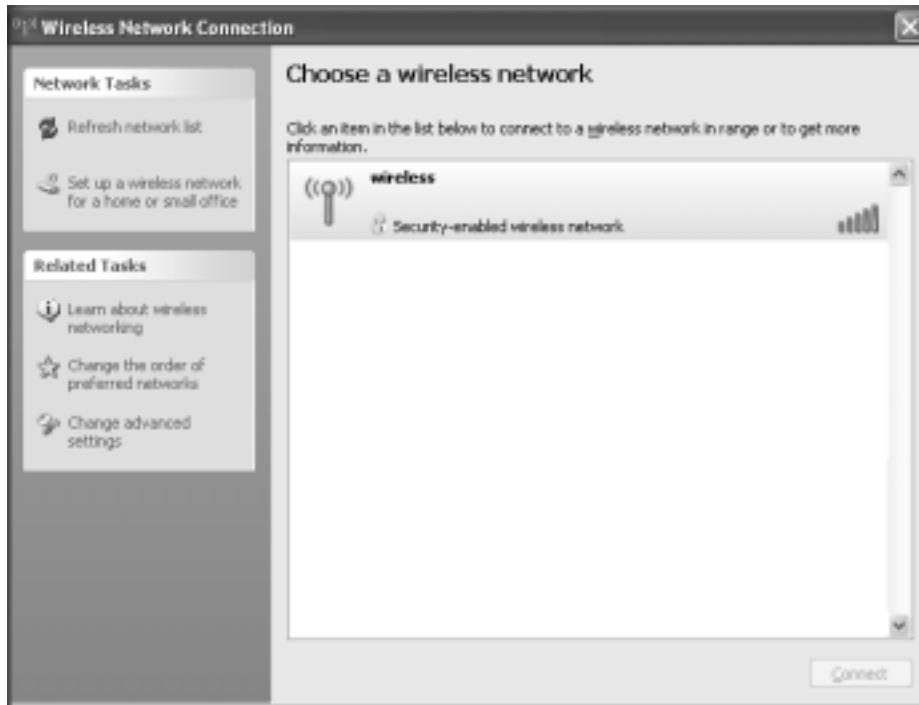 Wireless Network Connection
Network Tasks
Refresh network list
Set up a wireless network
for a home or small office
Related Tasks
Learn about wireless
networking
Change the order of
preferred networks
Change advanced
settings
Choose a wireless network
Click an item in the list below to connect to a wireless network in range or to get more
information.
wireless
Security-enabled wireless network
Connect